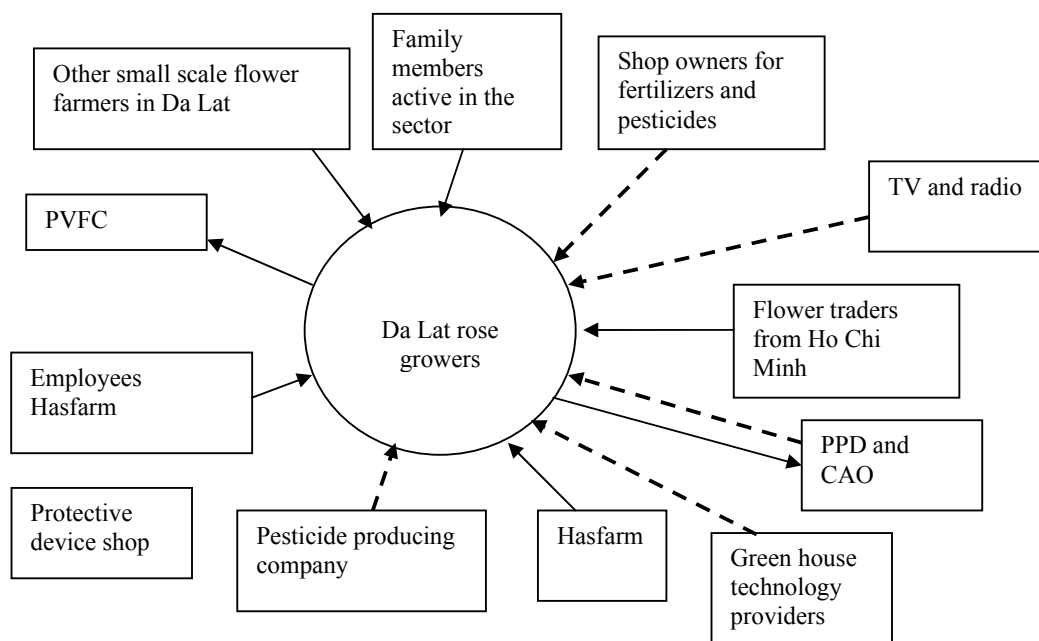 Other small scale flower
farmers in Da Lat
Family
members
active in the
sector
Shop owners for
fertilizers and
pesticides
TV and radio
PVFC
Da Lat rose
growers
Flower traders
from Ho Chi
Minh
Employees
Hasfarm
PPD and
CAO
Protective
device shop
Pesticide producing
company
Hasfarm
Green house
technology
providers